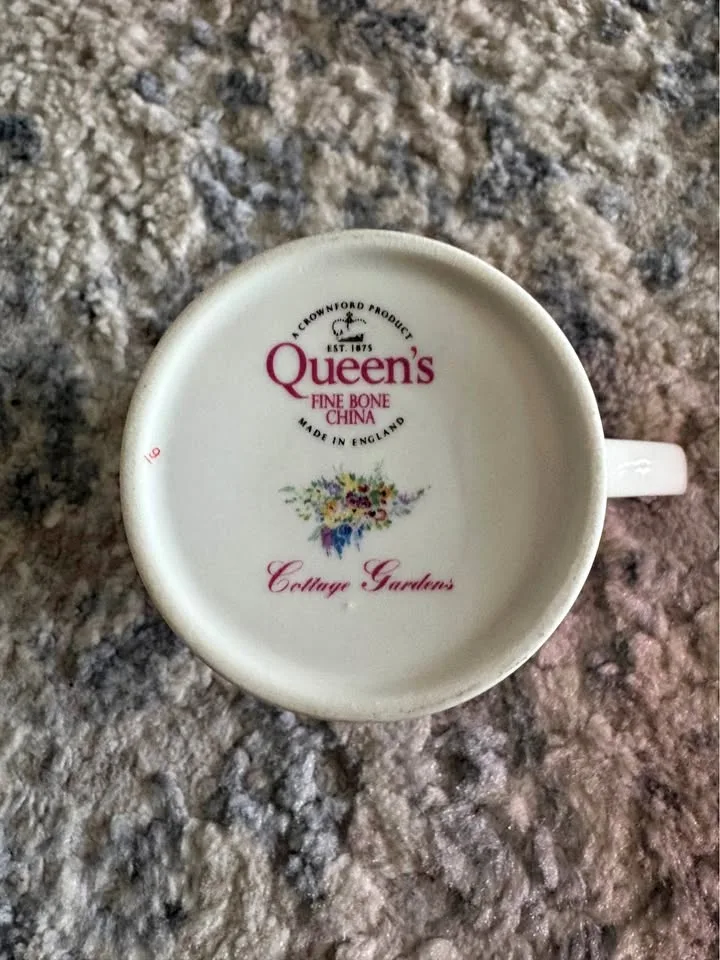 A CROWNFORD PRODUCT
EST. 1875
Queen's
FINE BONE
CHINA
MADE IN ENGLAND
Cottage Gardens